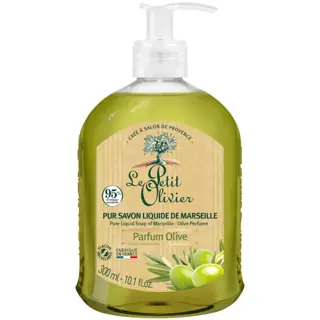 CRÉÉ À SALON DE PROVENCE
Le Petit
Olivier
95%
PUR SAVON LIQUIDE DE MARSEILLE
Pure Liquid Soap of Marseille - Olive Perfume
Parfum Olive
FABRIQUÉ
EN FRANCE
300 ml - 10.1 fl.oz.